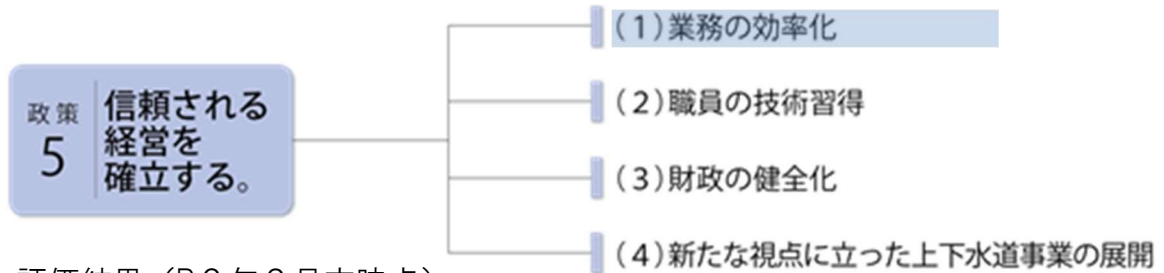 政策
5
信頼される
経営を
確立する。
(1)業務の効率化
(2)職員の技術習得
(3)財政の健全化
(4)新たな視点に立った上下水道事業の展開